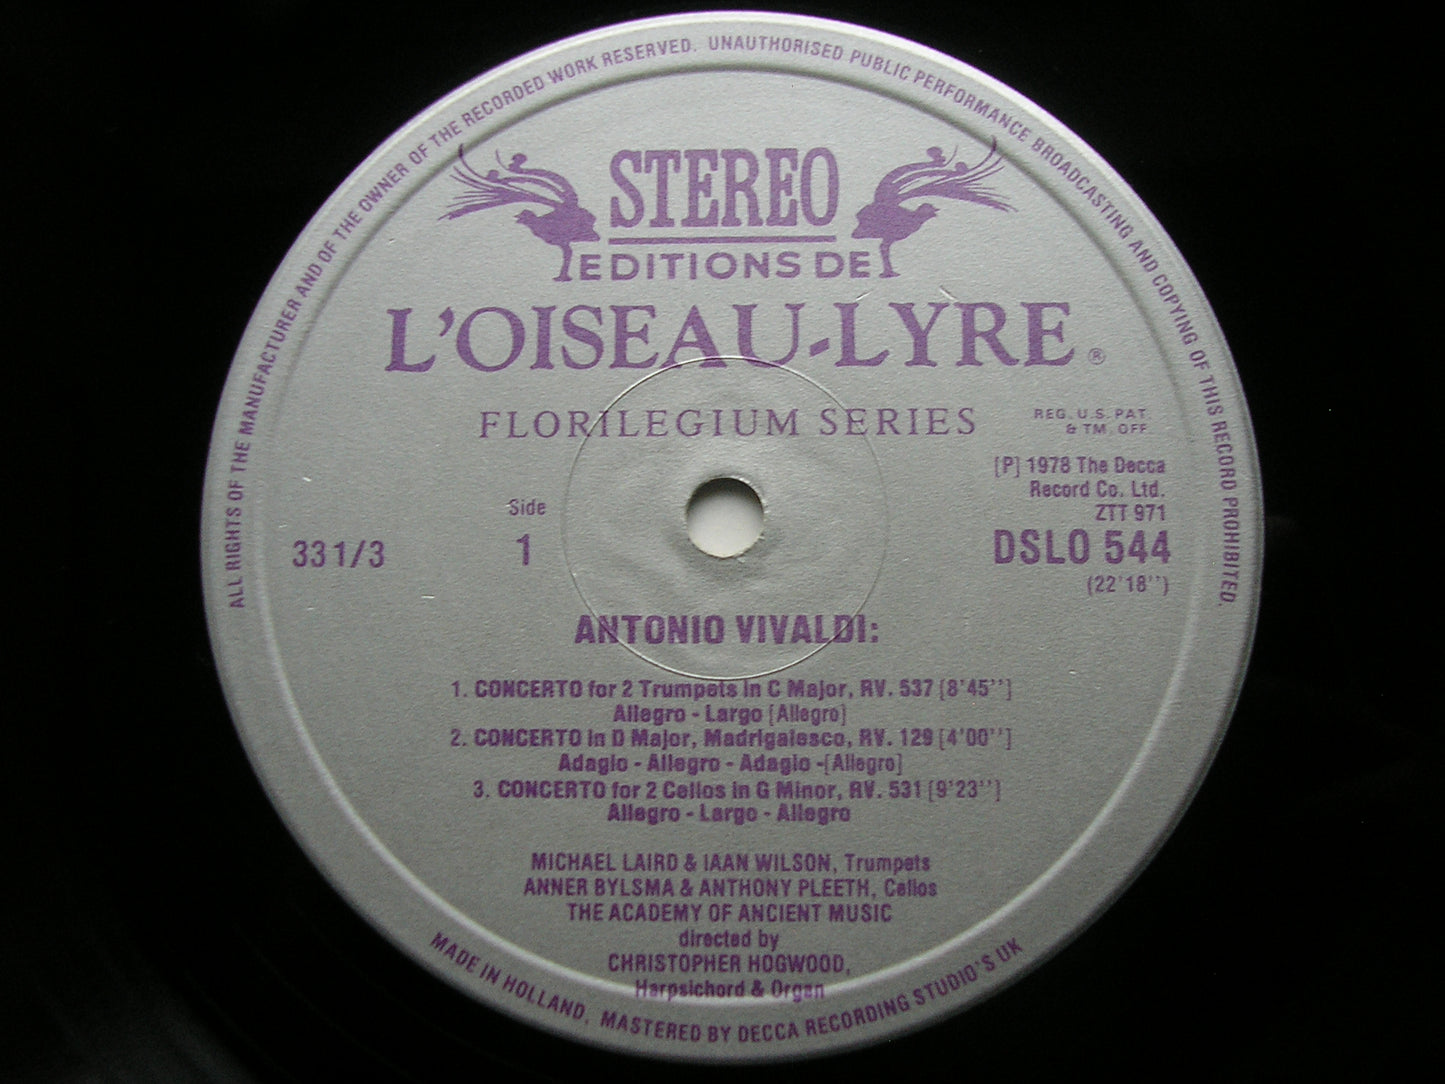 ALL RIGHTS OF THE MANUFACTURER AND OF THE OWNER OF THE RECORDED WORK RESERVED. UNAUTHORISED PUBLIC PERFORMANCE BROADCASTING AND COPYING OF THIS RECORD PROHIBITED.
STEREO
EDITIONS DE
L'OISEAU-LYRE ®
FLORILEGIUM SERIES
REG. U.S. PAT.
& TM. OFF.
[P] 1978 The Decca
Record Co. Ltd.
ZTT 971
Side
33 1/3
1
DSLO 544
(22'18'')
ANTONIO VIVALDI:
1. CONCERTO for 2 Trumpets in C Major, RV. 537 [8'45'']
Allegro - Largo [Allegro]
2. CONCERTO in D Major, Madrigalesco, RV. 129 [4'00'']
Adagio - Allegro - Adagio -[Allegro]
3. CONCERTO for 2 Cellos in G Minor, RV. 531 [9'23'']
Allegro - Largo - Allegro
MICHAEL LAIRD & IAAN WILSON, Trumpets
ANNER BYLSMA & ANTHONY PLEETH, Cellos
THE ACADEMY OF ANCIENT MUSIC
directed by
CHRISTOPHER HOGWOOD,
Harpsichord & Organ
MADE IN HOLLAND. MASTERED BY DECCA RECORDING STUDIO'S UK